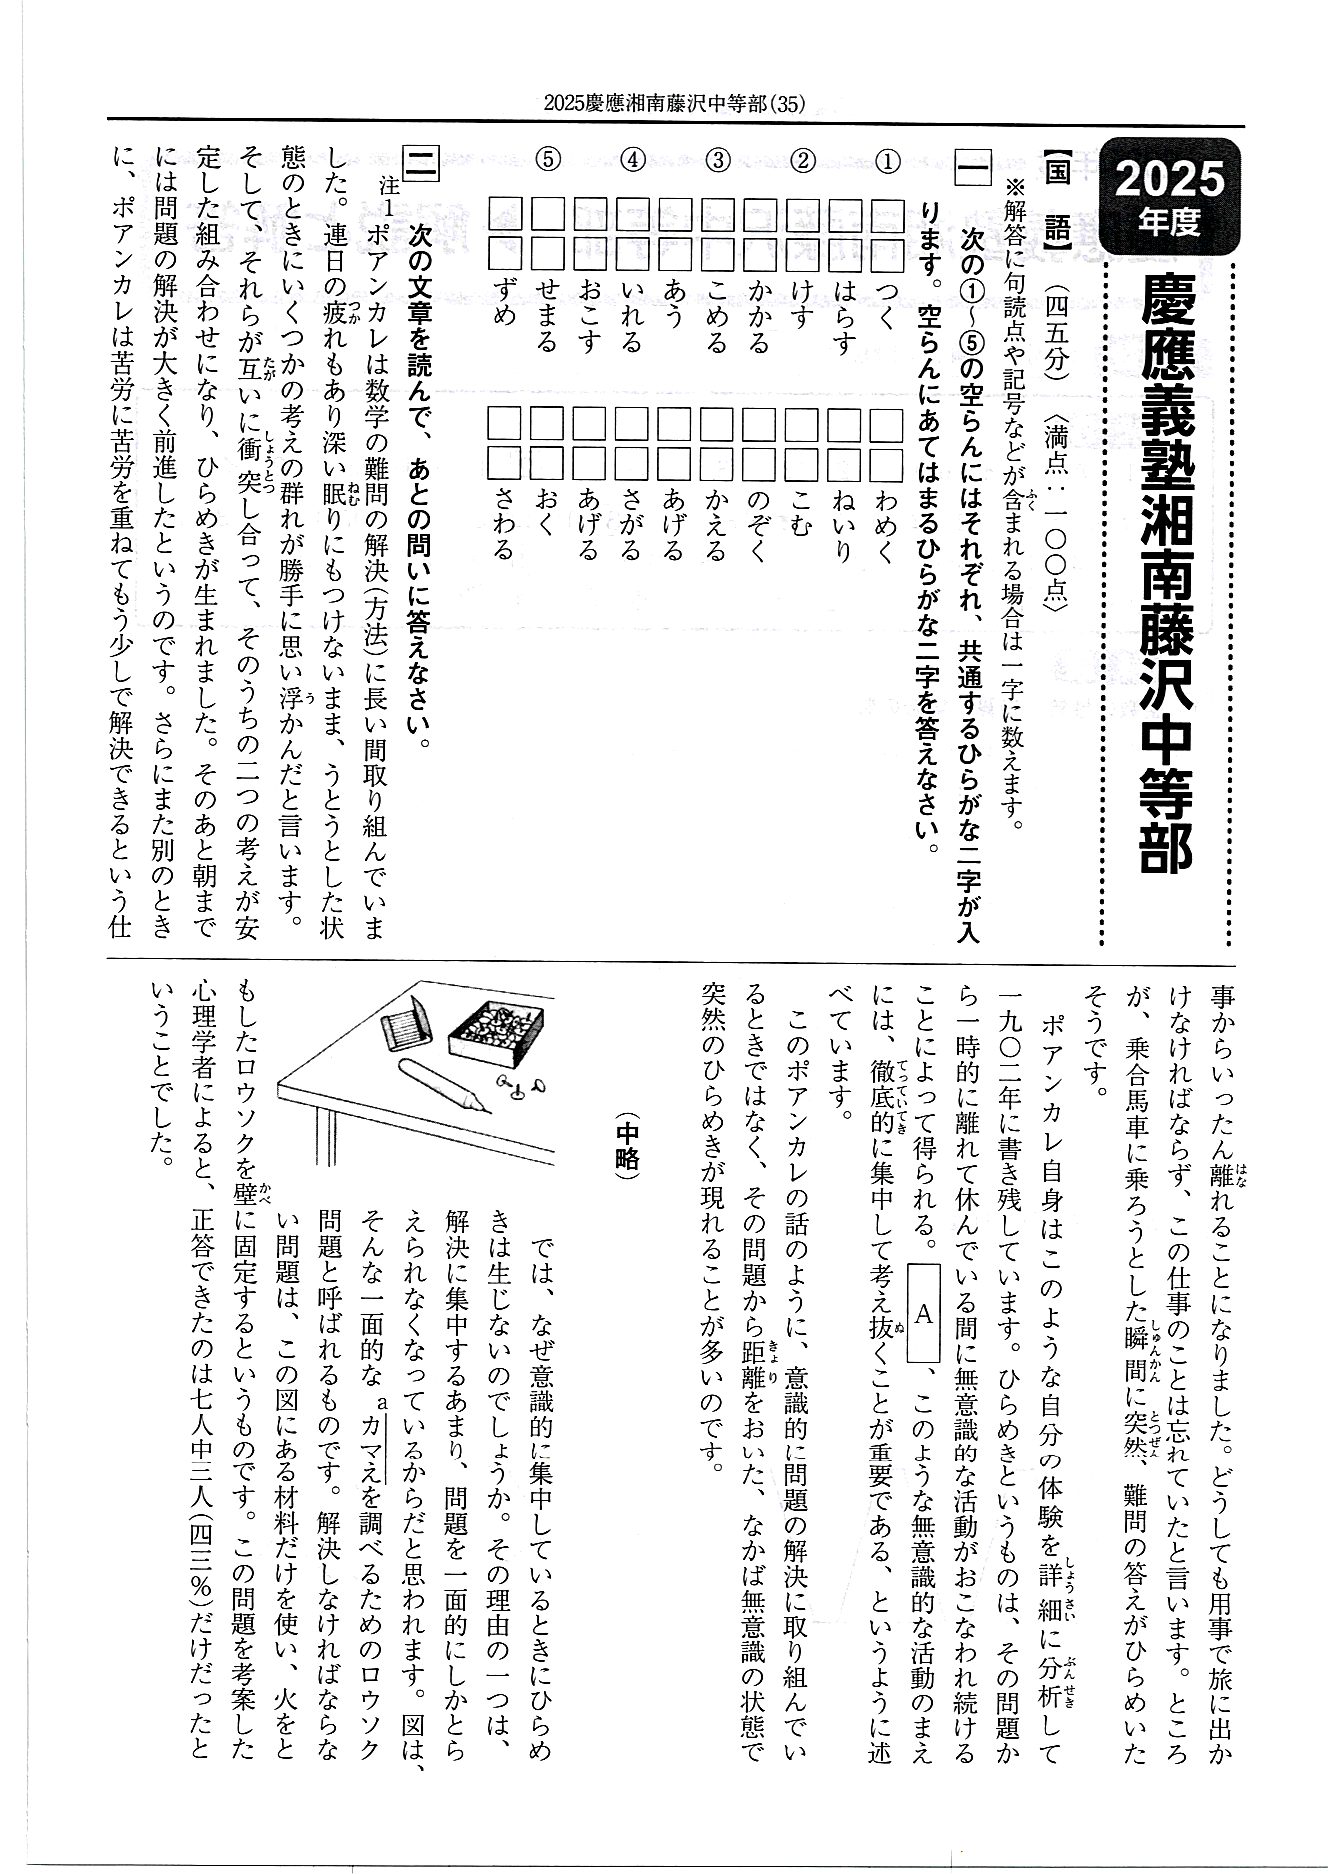 2025慶應湘南藤沢中等部(35)
2025
年度
慶應義塾湘南藤沢中等部
【国語】(四五分)〈満点:一〇〇点〉
※解答に句読点や記号などが含まれる場合は一字に数えます。
一 次の①〜⑤の空らんにはそれぞれ、共通するひらがな二字が入
ります。空らんにあてはまるひらがな二字を答えなさい。
① □□つく □□わめく
□□はらす □□ねいり
② □□けす □□こむ
□□かかる □□のぞく
③ □□こめる □□かえる
□□あう □□あげる
④ □□いれる □□さがる
□□おこす □□あげる
⑤ □□せまる □□おく
□□ずめ □□さわる
二 次の文章を読んで、あとの問いに答えなさい。
注1ポアンカレは数学の難問の解決(方法)に長い間取り組んでいま
した。連日の疲れもあり深い眠りにもつけないまま、うとうとした状
態のときにいくつかの考えの群れが勝手に思い浮かんだと言います。
そして、それらが互いに衝突し合って、そのうちの二つの考えが安
定した組み合わせになり、ひらめきが生まれました。そのあと朝まで
には問題の解決が大きく前進したというのです。さらにまた別のとき
に、ポアンカレは苦労に苦労を重ねてもう少しで解決できるという仕
事からいったん離れることになりました。どうしても用事で旅に出か
けなければならず、この仕事のことは忘れていたと言います。ところ
が、乗合馬車に乗ろうとした瞬間に突然、難問の答えがひらめいた
そうです。
ポアンカレ自身はこのような自分の体験を詳細に分析して
一九〇二年に書き残しています。ひらめきというものは、その問題か
ら一時的に離れて休んでいる間に無意識的な活動がおこなわれ続ける
ことによって得られる。A、このような無意識的な活動のまえ
には、徹底的に集中して考え抜くことが重要である、というように述
べています。
このポアンカレの話のように、意識的に問題の解決に取り組んでい
るときではなく、その問題から距離をおいた、なかば無意識の状態で
突然のひらめきが現れることが多いのです。
(中略)
では、なぜ意識的に集中しているときにひらめ
きは生じないのでしょうか。その理由の一つは、
解決に集中するあまり、問題を一面的にしかとら
えられなくなっているからだと思われます。図は、
そんな一面的なaカマえを調べるためのロウソク
問題と呼ばれるものです。解決しなければならな
い問題は、この図にある材料だけを使い、火をと
もしたロウソクを壁に固定するというものです。この問題を考案した
心理学者によると、正答できたのは七人中三人(四三%)だけだったと
いうことでした。